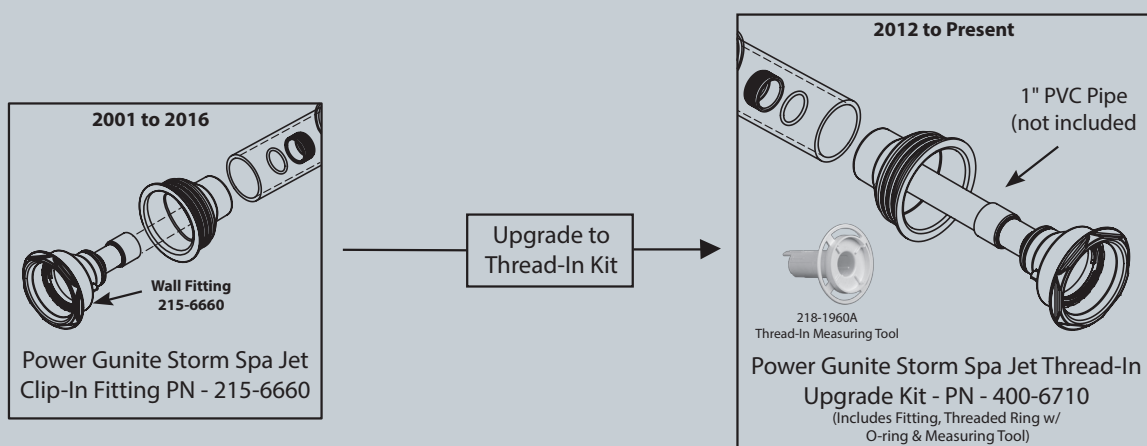 2001 to 2016
Wall Fitting
215-6660
Power Gunite Storm Spa Jet
Clip-In Fitting PN - 215-6660
Upgrade to
Thread-In Kit
2012 to Present
1" PVC Pipe
(not included
218-1960A
Thread-In Measuring Tool
Power Gunite Storm Spa Jet Thread-In
Upgrade Kit - PN - 400-6710
(Includes Fitting, Threaded Ring w/
O-ring & Measuring Tool)